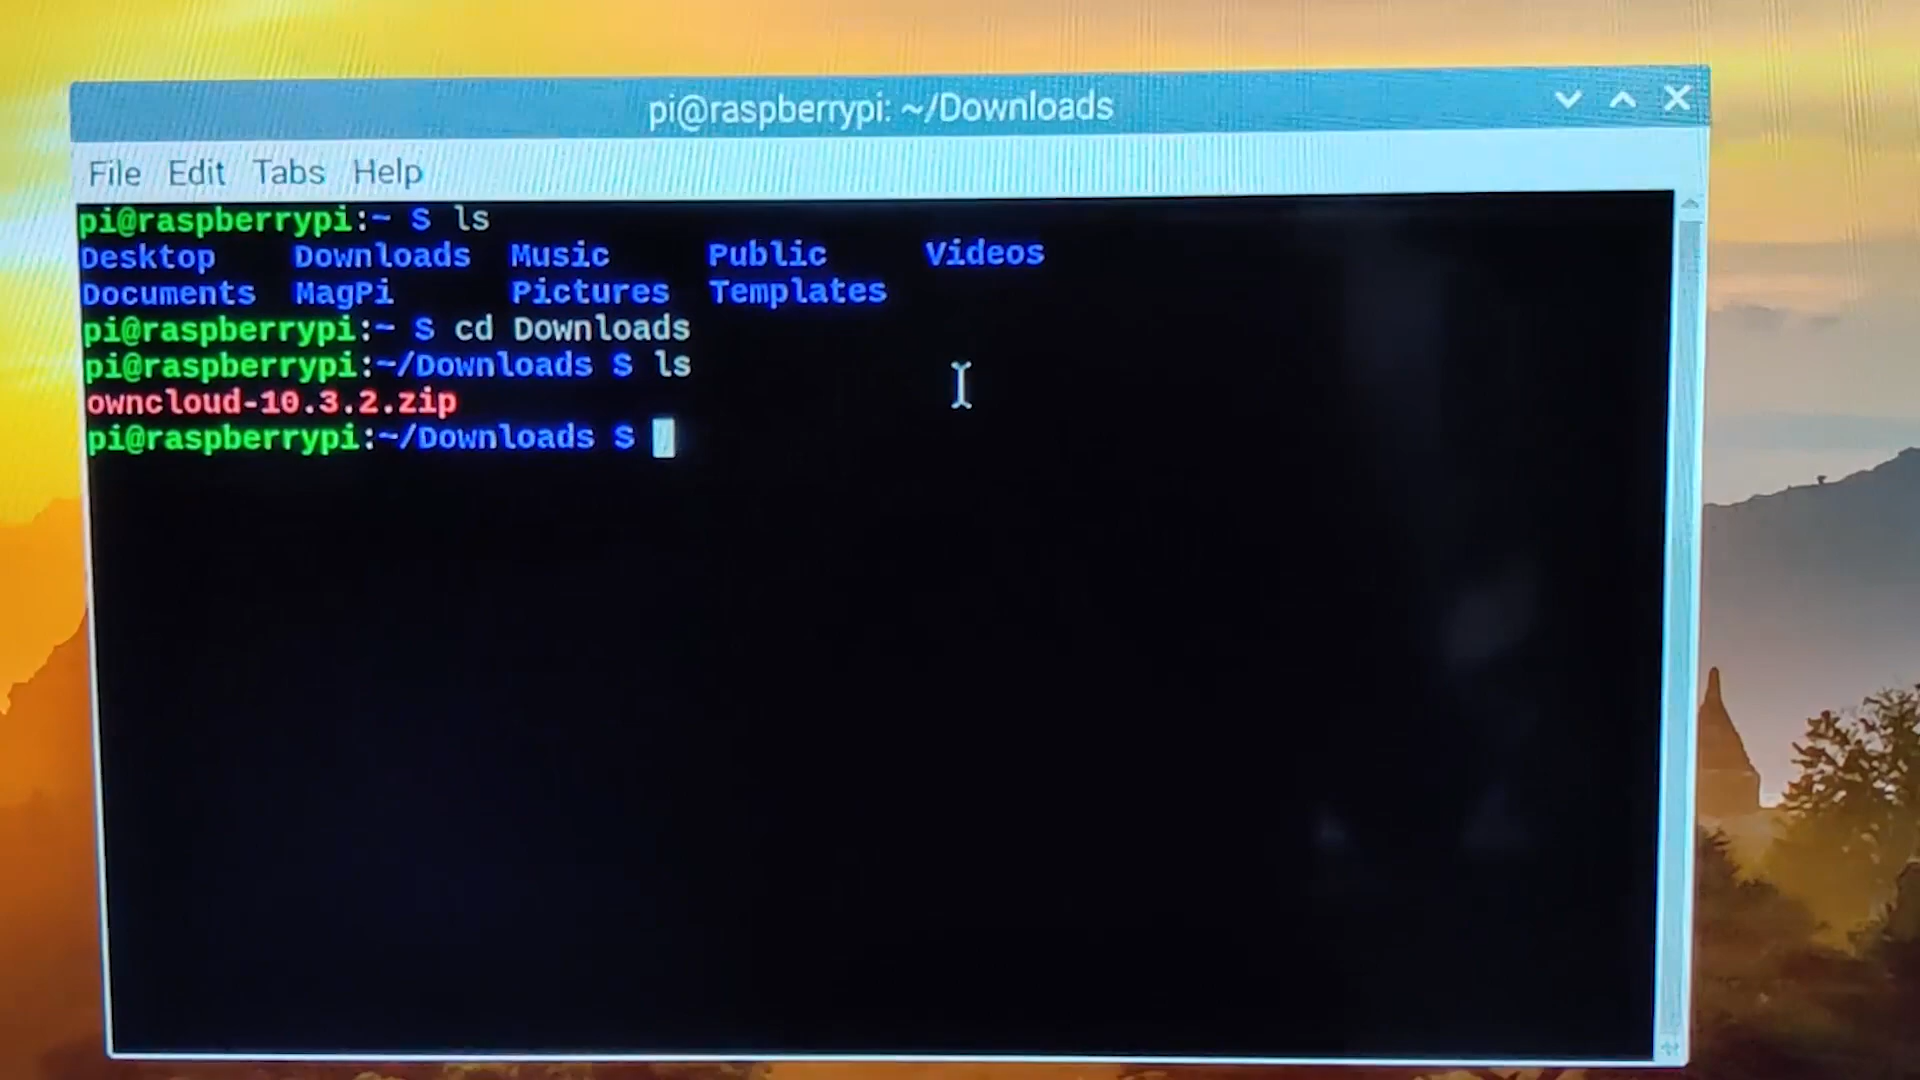 pi@raspberrypi: ~/Downloads
File Edit Tabs Help
pi@raspberrypi:~ $ ls
Desktop Downloads Music Public Videos
Documents MagPi Pictures Templates
pi@raspberrypi:~ $ cd Downloads
pi@raspberrypi:~/Downloads $ ls
owncloud-10.3.2.zip
pi@raspberrypi:~/Downloads $